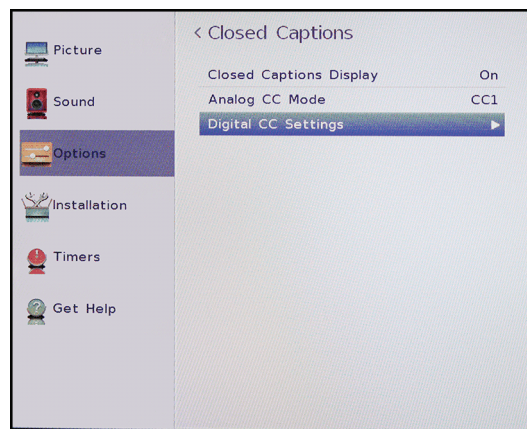 Picture
Sound
Options
Installation
Timers
Get Help
< Closed Captions
Closed Captions Display On
Analog CC Mode CC1
Digital CC Settings